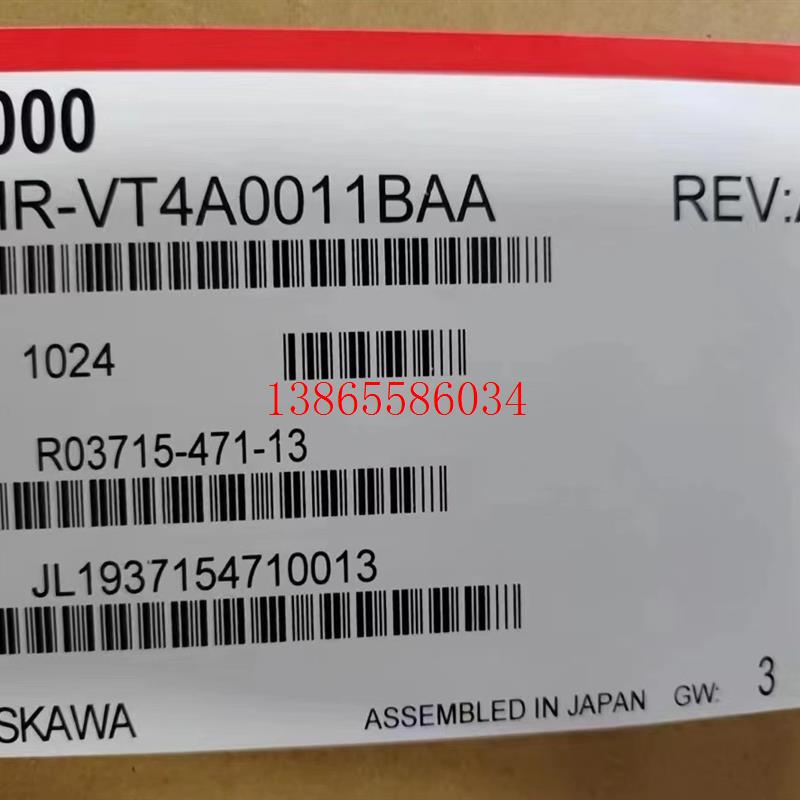 000
IR-VT4A0011BAA REV:
1024
13865586034
R03715-471-13
JL1937154710013
SKAWA ASSEMBLED IN JAPAN GW: 3